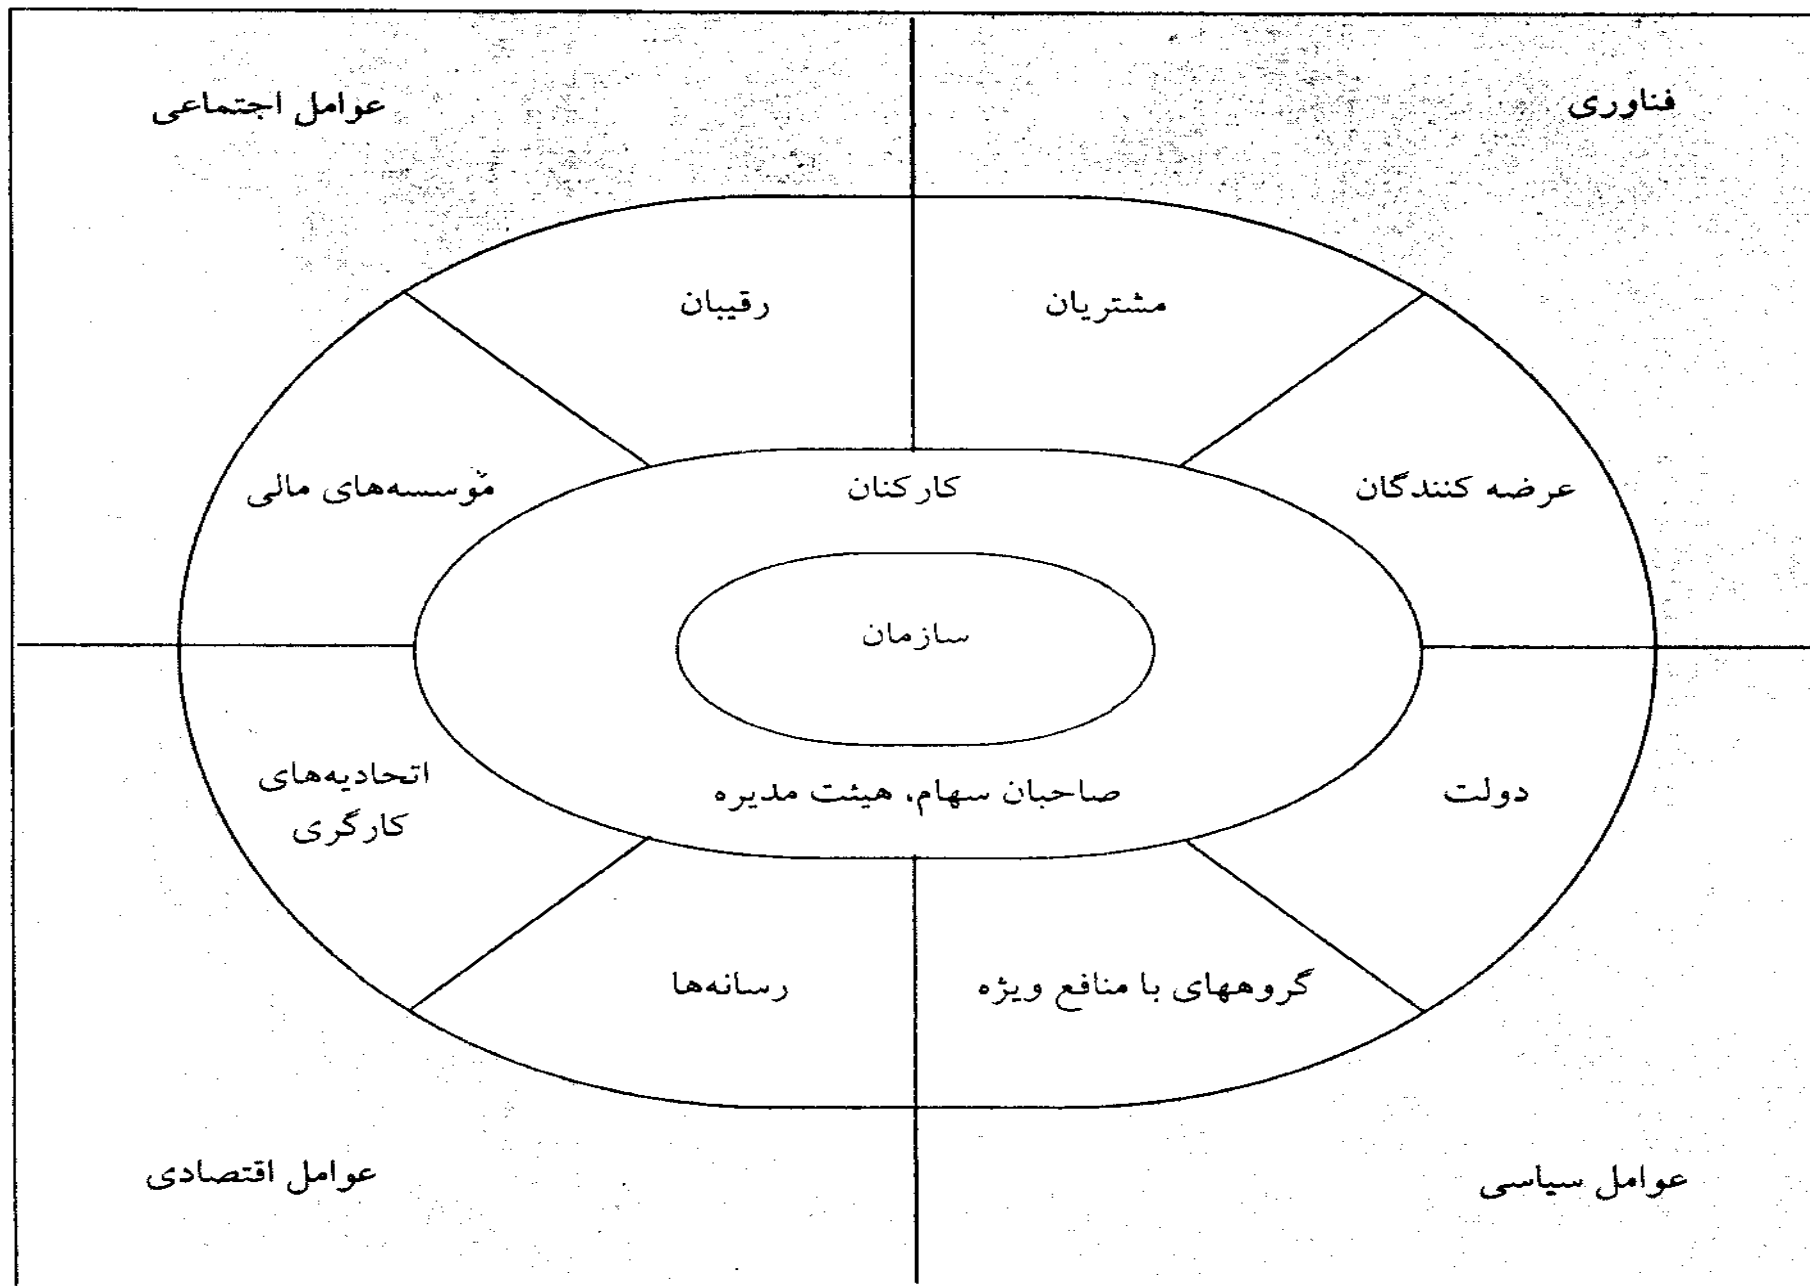 فناوری
عوامل اجتماعی
مشتریان
رقیبان
عرضه کنندگان
کارکنان
مؤسسه‌های مالی
سازمان
دولت
صاحبان سهام، هیئت مدیره
اتحادیه‌های
کارگری
گروههای با منافع ویژه
رسانه‌ها
عوامل سیاسی
عوامل اقتصادی